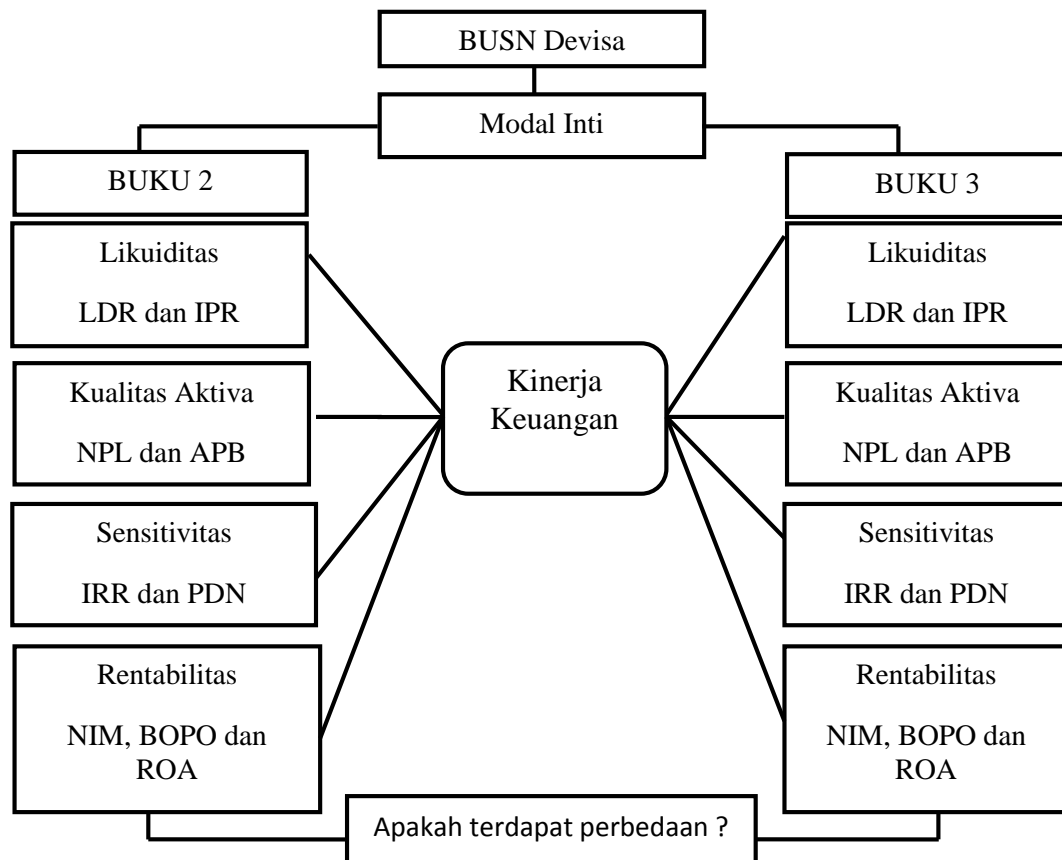 BUSN Devisa
Modal Inti
BUKU 2
Likuiditas
LDR dan IPR
Kualitas Aktiva
NPL dan APB
Sensitivitas
IRR dan PDN
Rentabilitas
NIM, BOPO dan
ROA
Kinerja
Keuangan
BUKU 3
Likuiditas
LDR dan IPR
Kualitas Aktiva
NPL dan APB
Sensitivitas
IRR dan PDN
Rentabilitas
NIM, BOPO dan
ROA
Apakah terdapat perbedaan ?